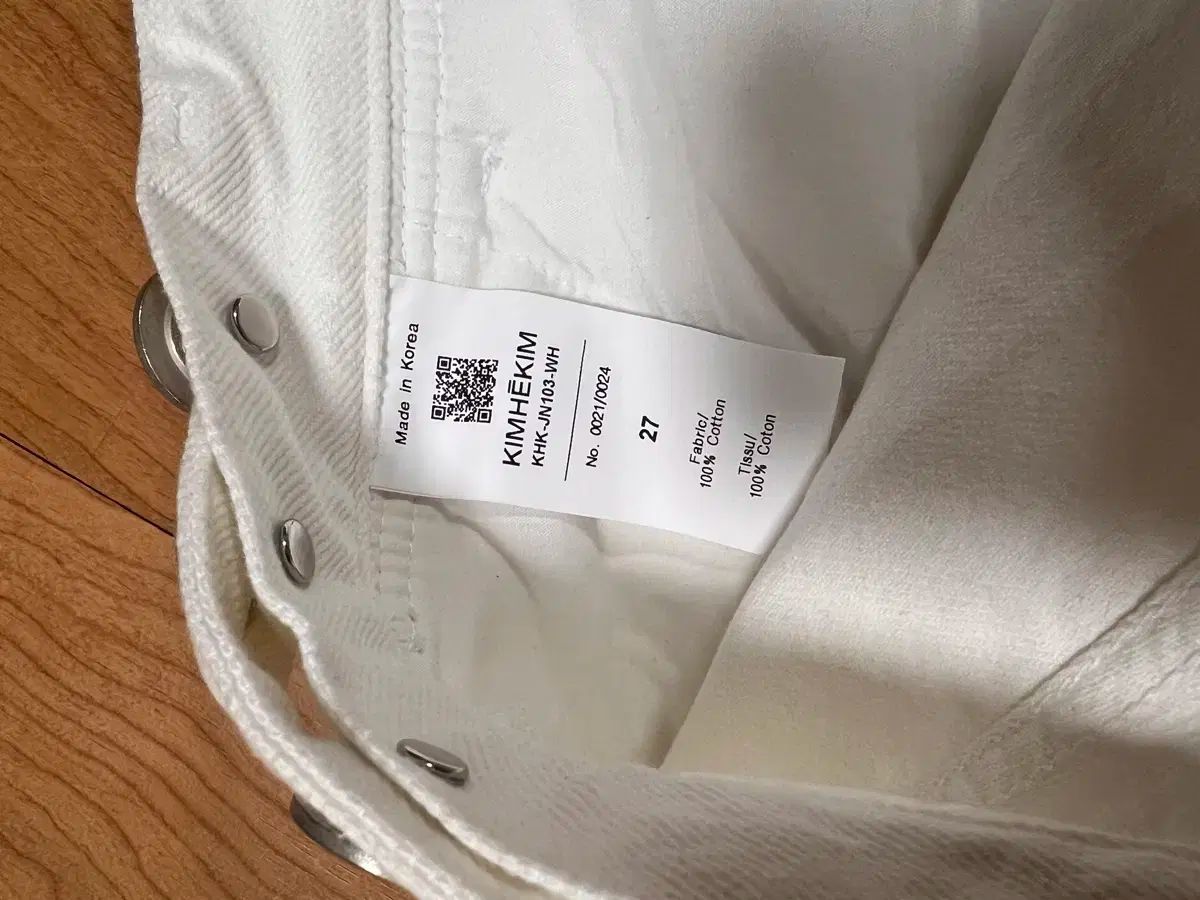 Made in Korea
KIMHĒKIM
KHK-JN103-WH
No. 0021/0024
27
Fabric/
100% Cotton
Tissu/
100% Coton